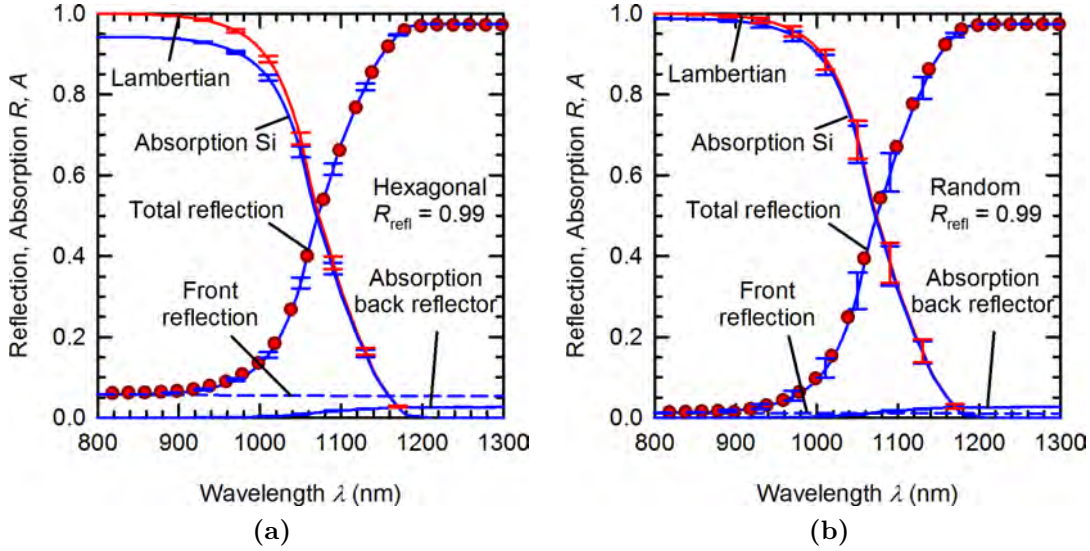 1.0
0.8
0.6
0.4
0.2
0.0
Reflection, Absorption R, A
Lambertian
Absorption Si
Total reflection
Hexagonal
R_refl = 0.99
Front
reflection
Absorption
back reflector
800 900 1000 1100 1200 1300
Wavelength λ (nm)
(a)
1.0
0.8
0.6
0.4
0.2
0.0
Reflection, Absorption R, A
Lambertian
Absorption Si
Total reflection
Random
R_refl = 0.99
Front
reflection
Absorption
back reflector
800 900 1000 1100 1200 1300
Wavelength λ (nm)
(b)